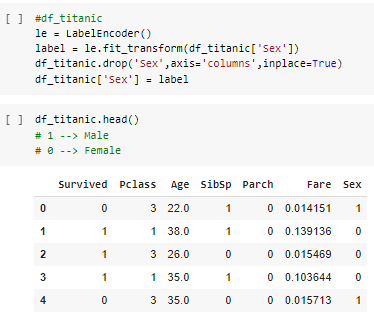 [ ] #df_titanic
le = LabelEncoder()
label = le.fit_transform(df_titanic['Sex'])
df_titanic.drop('Sex',axis='columns',inplace=True)
df_titanic['Sex'] = label
[ ] df_titanic.head()
# 1 --> Male
# 0 --> Female
Survived Pclass Age SibSp Parch Fare Sex
0 0 3 22.0 1 0 0.014151 1
1 1 1 38.0 1 0 0.139136 0
2 1 3 26.0 0 0 0.015469 0
3 1 1 35.0 1 0 0.103644 0
4 0 3 35.0 0 0 0.015713 1